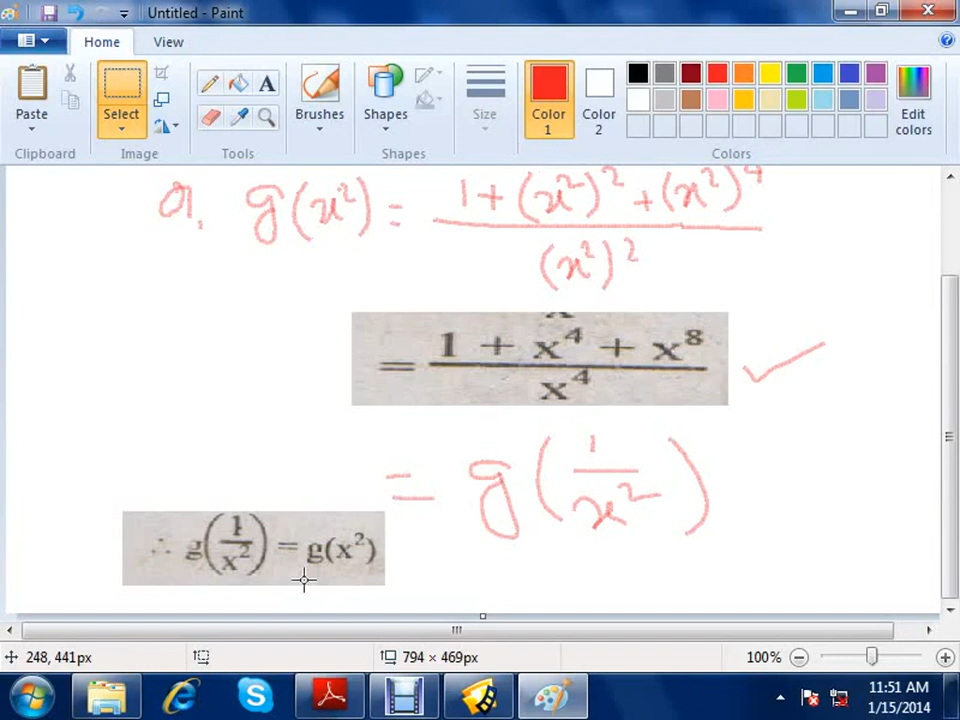 Untitled - Paint
Home View
Paste Select Brushes Shapes Size Color 1 Color 2 Edit colors
Clipboard Image Tools Shapes Colors
g(x²) = 1 + (x²)² + (x²)⁴ / (x²)²
= 1 + x⁴ + x⁸ / x⁴
= g(1/x²)
∴ g(1/x²) = g(x²)
248, 441px 794 × 469px 100%
11:51 AM
1/15/2014